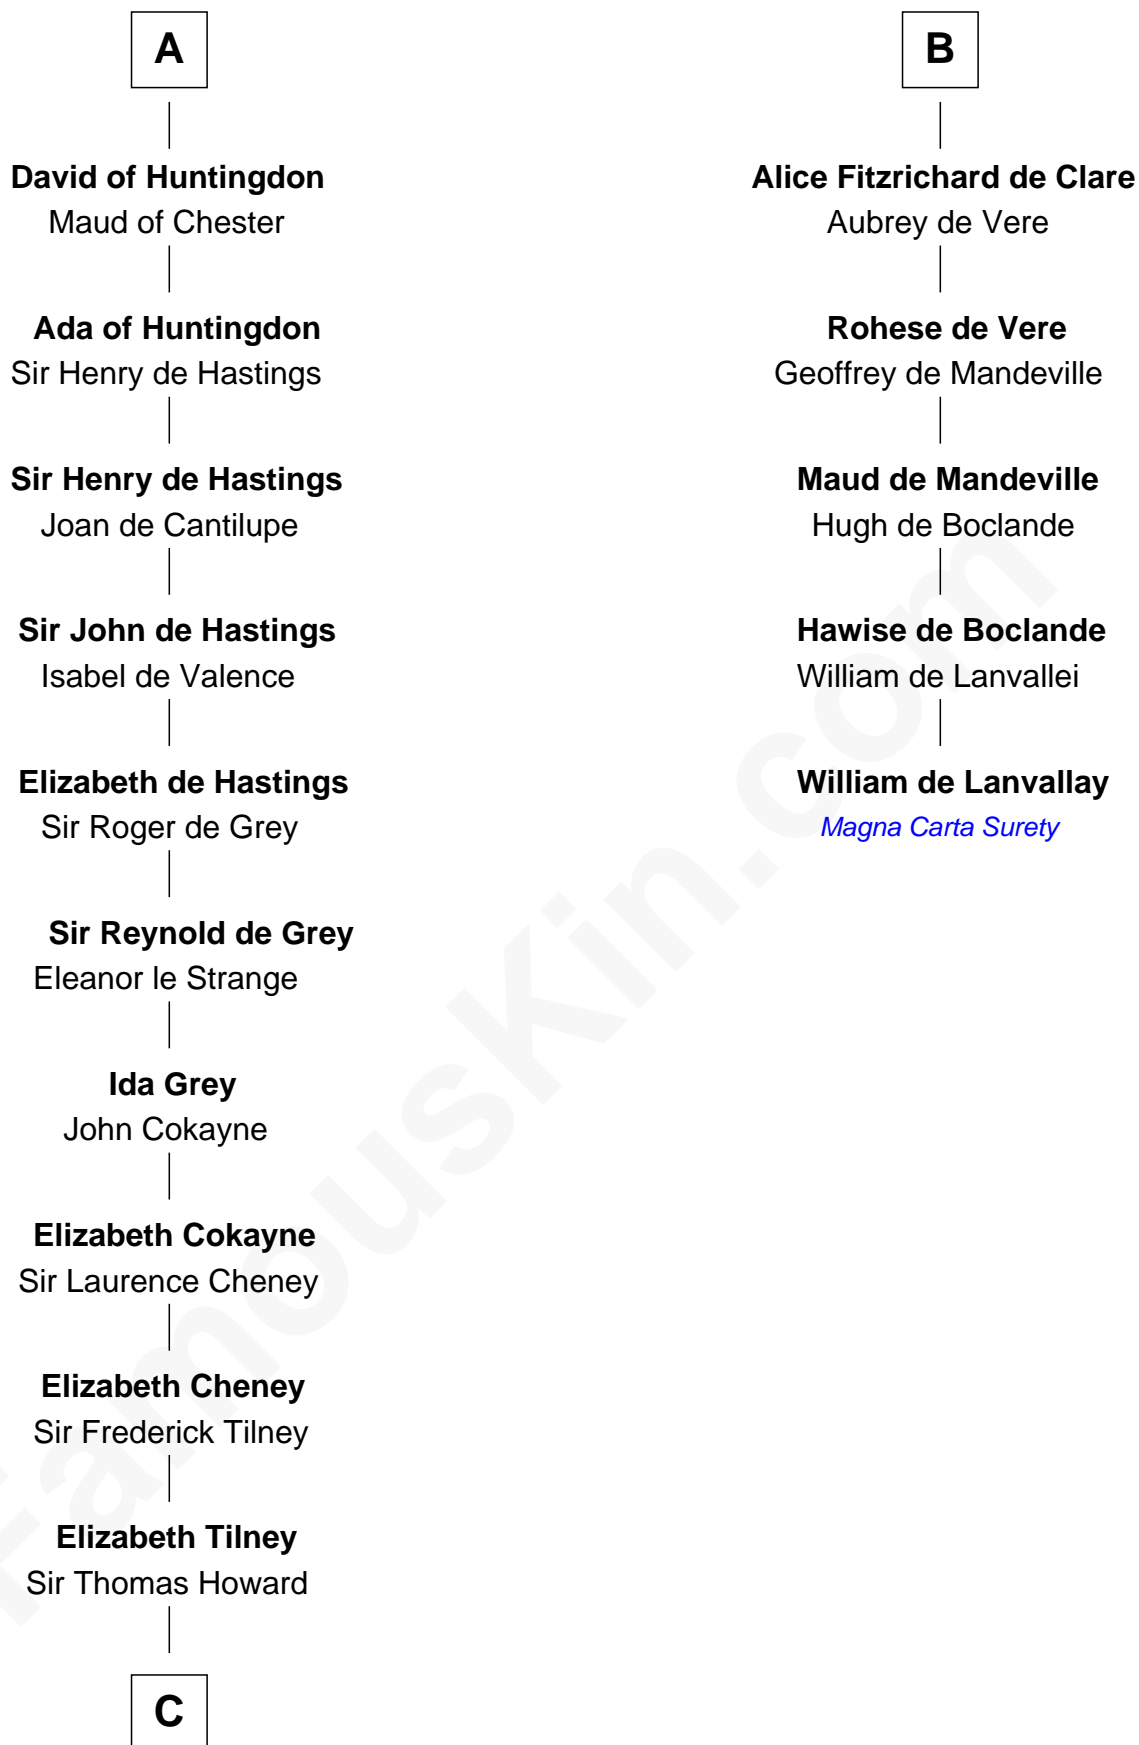 A
David of Huntingdon
Maud of Chester
Ada of Huntingdon
Sir Henry de Hastings
Sir Henry de Hastings
Joan de Cantilupe
Sir John de Hastings
Isabel de Valence
Elizabeth de Hastings
Sir Roger de Grey
Sir Reynold de Grey
Eleanor le Strange
Ida Grey
John Cokayne
Elizabeth Cokayne
Sir Laurence Cheney
Elizabeth Cheney
Sir Frederick Tilney
Elizabeth Tilney
Sir Thomas Howard
C
B
Alice Fitzrichard de Clare
Aubrey de Vere
Rohese de Vere
Geoffrey de Mandeville
Maud de Mandeville
Hugh de Boclande
Hawise de Boclande
William de Lanvallei
William de Lanvallay
Magna Carta Surety
FamousKin.com